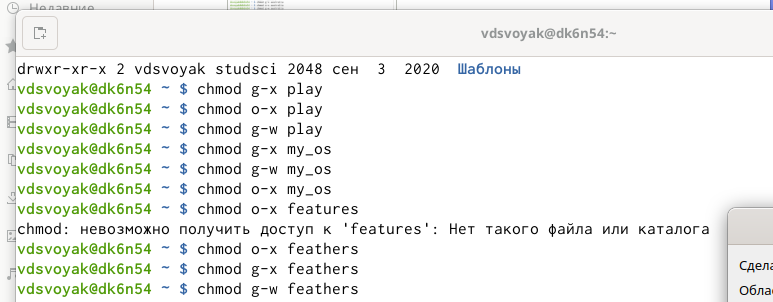 Недавние
vdsvoyak@dk6n54:~
drwxr-xr-x 2 vdsvoyak studsci 2048 сен  3  2020  Шаблоны
vdsvoyak@dk6n54 ~ $ chmod g-x play
vdsvoyak@dk6n54 ~ $ chmod o-x play
vdsvoyak@dk6n54 ~ $ chmod g-w play
vdsvoyak@dk6n54 ~ $ chmod g-x my_os
vdsvoyak@dk6n54 ~ $ chmod g-w my_os
vdsvoyak@dk6n54 ~ $ chmod o-x my_os
vdsvoyak@dk6n54 ~ $ chmod o-x features
chmod: невозможно получить доступ к 'features': Нет такого файла или каталога
vdsvoyak@dk6n54 ~ $ chmod o-x feathers
vdsvoyak@dk6n54 ~ $ chmod g-x feathers
vdsvoyak@dk6n54 ~ $ chmod g-w feathers
Сдела
Облас